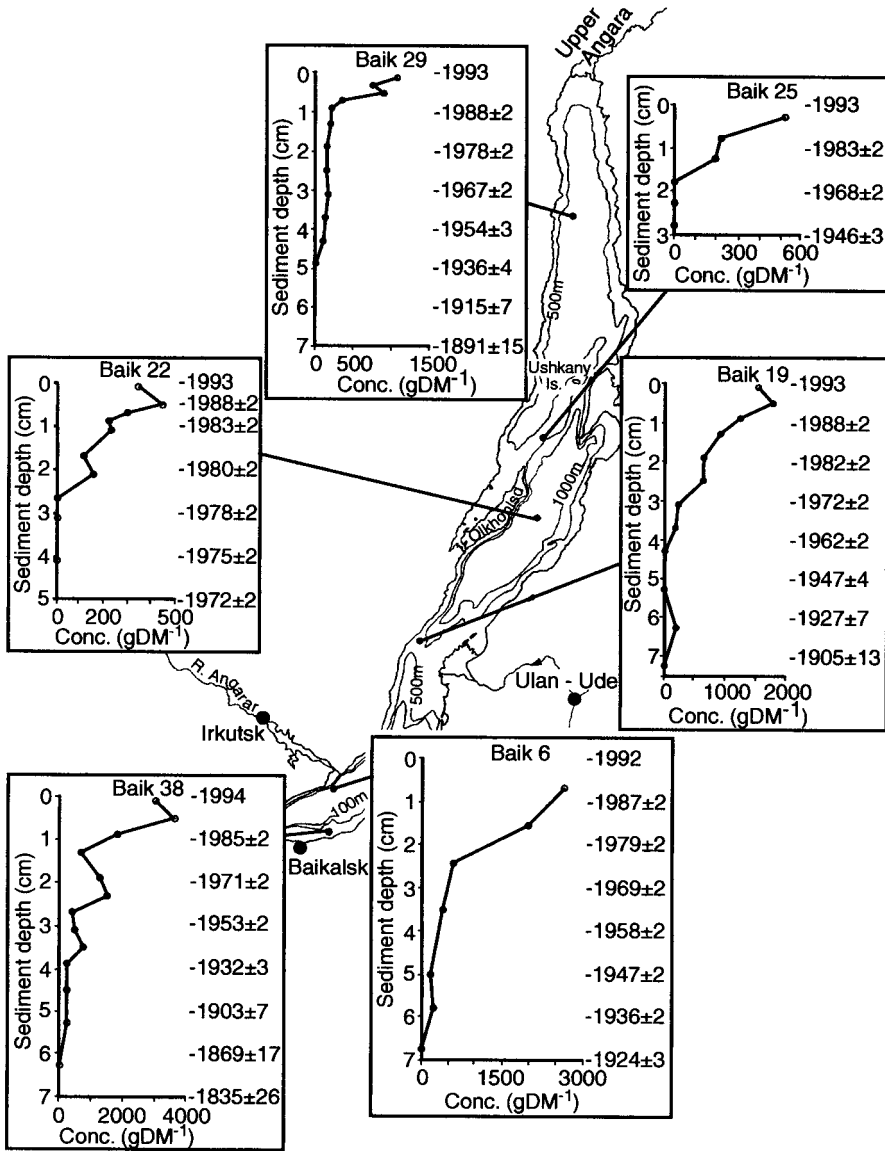 Upper
Angara
Baik 29
Sediment depth (cm)
0
1
2
3
4
5
6
7
-1993
-1988±2
-1978±2
-1967±2
-1954±3
-1936±4
-1915±7
-1891±15
0 500 1500
Conc. (gDM⁻¹)
Baik 25
Sediment depth (cm)
0
1
2
3
-1993
-1983±2
-1968±2
-1946±3
0 300 600
Conc. (gDM⁻¹)
500m
Ushkany
Is.
Baik 22
Sediment depth (cm)
0
1
2
3
4
5
-1993
-1988±2
-1983±2
-1980±2
-1978±2
-1975±2
-1972±2
0 500
Conc. (gDM⁻¹)
1000m
Baik 19
Sediment depth (cm)
0
1
2
3
4
5
6
7
-1993
-1988±2
-1982±2
-1972±2
-1962±2
-1947±4
-1927±7
-1905±13
0 1000 2000
Conc. (gDM⁻¹)
500m
Ulan - Ude
R. Angarar
Irkutsk
Baik 38
Sediment depth (cm)
0
1
2
3
4
5
6
7
-1994
-1985±2
-1971±2
-1953±2
-1932±3
-1903±7
-1869±17
-1835±26
0 2000 4000
Conc. (gDM⁻¹)
100m
Baikalsk
Baik 6
Sediment depth (cm)
0
1
2
3
4
5
6
7
-1992
-1987±2
-1979±2
-1969±2
-1958±2
-1947±2
-1936±2
-1924±3
0 1500 3000
Conc. (gDM⁻¹)